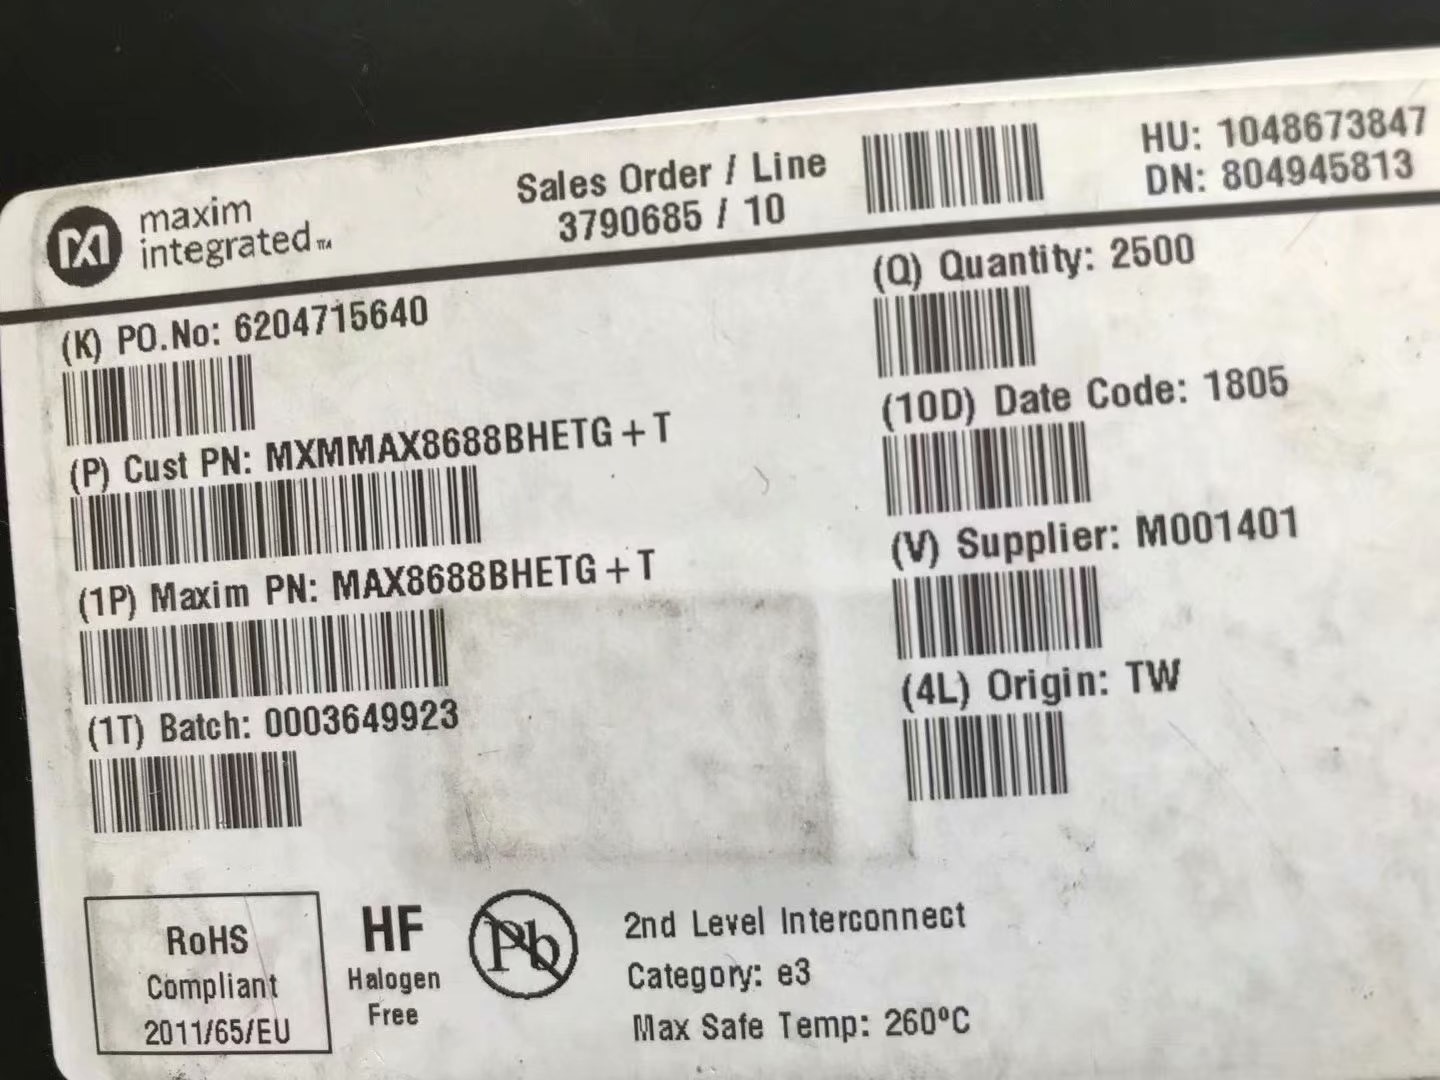 maxim
integrated™
Sales Order / Line
3790685 / 10
HU: 1048673847
DN: 804945813
(K) PO.No: 6204715640
(Q) Quantity: 2500
(P) Cust PN: MXMMAX8688BHETG+T
(10D) Date Code: 1805
(1P) Maxim PN: MAX8688BHETG+T
(V) Supplier: M001401
(1T) Batch: 0003649923
(4L) Origin: TW
RoHS
Compliant
2011/65/EU
HF
Halogen
Free
Pb
2nd Level Interconnect
Category: e3
Max Safe Temp: 260ºC